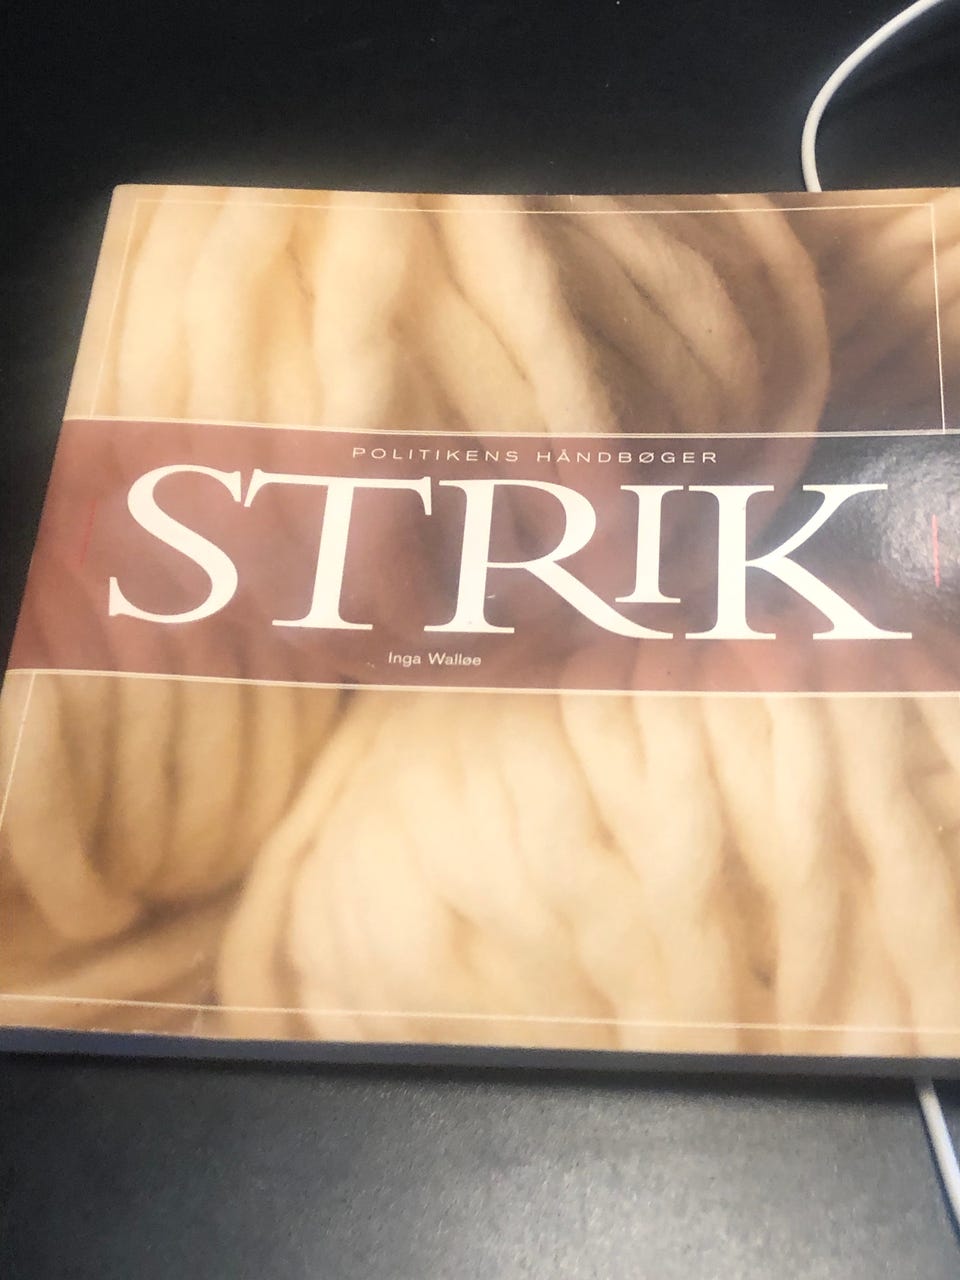 POLITIKENS HÅNDBØGER
STRIK
Inga Walløe